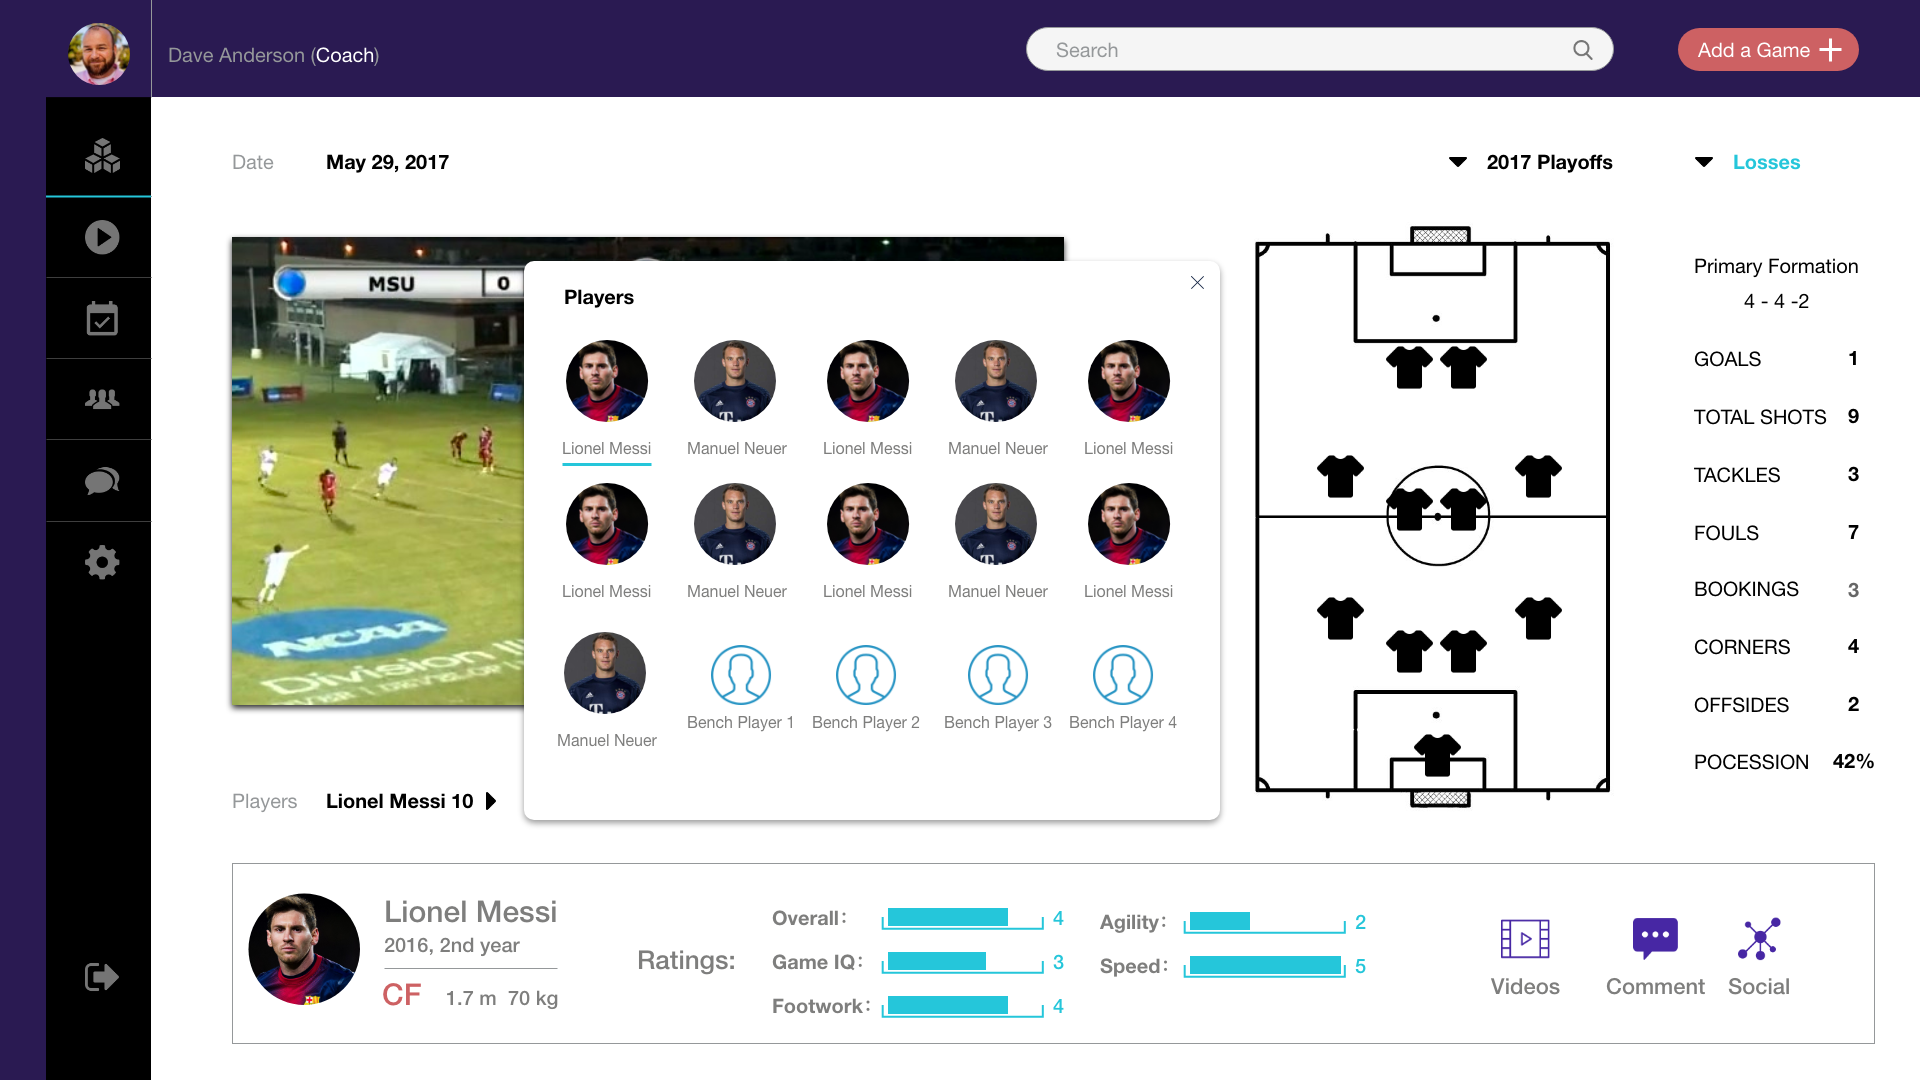 Dave Anderson (Coach)
Search
Add a Game
Date
May 29, 2017
2017 Playoffs
Losses
MSU
0
NCAA
Division III
Players
Lionel Messi
Manuel Neuer
Lionel Messi
Manuel Neuer
Lionel Messi
Lionel Messi
Manuel Neuer
Lionel Messi
Manuel Neuer
Lionel Messi
Manuel Neuer
Bench Player 1
Bench Player 2
Bench Player 3
Bench Player 4
Primary Formation
4 - 4 -2
GOALS 1
TOTAL SHOTS 9
TACKLES 3
FOULS 7
BOOKINGS 3
CORNERS 4
OFFSIDES 2
POCESSION 42%
Players
Lionel Messi 10
Lionel Messi
2016, 2nd year
CF 1.7 m 70 kg
Ratings:
Overall: 4
Game IQ: 3
Footwork: 4
Agility: 2
Speed: 5
Videos
Comment
Social